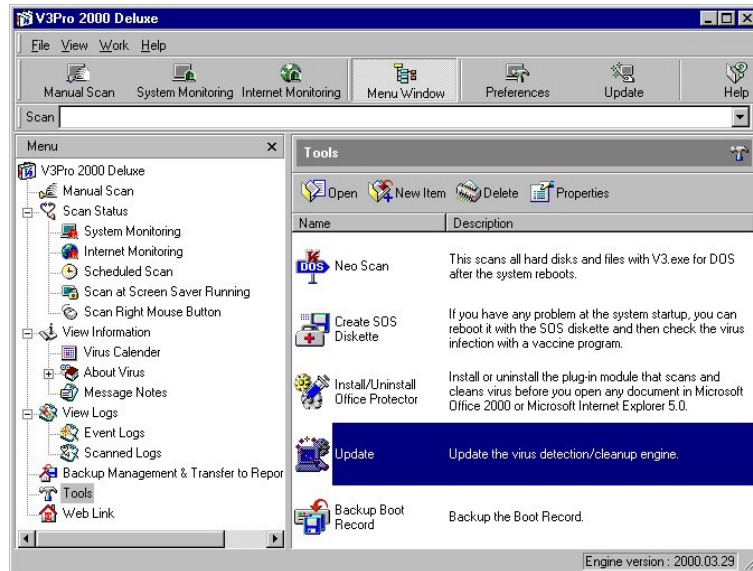 V3Pro 2000 Deluxe
File View Work Help
Manual Scan System Monitoring Internet Monitoring Menu Window Preferences Update Help
Scan
Menu
V3Pro 2000 Deluxe
Manual Scan
Scan Status
System Monitoring
Internet Monitoring
Scheduled Scan
Scan at Screen Saver Running
Scan Right Mouse Button
View Information
Virus Calender
About Virus
Message Notes
View Logs
Event Logs
Scanned Logs
Backup Management & Transfer to Repor
Tools
Web Link
Tools
Open New Item Delete Properties
Name Description
DOS Neo Scan
This scans all hard disks and files with V3.exe for DOS
after the system reboots.
Create SOS
Diskette
If you have any problem at the system startup, you can
reboot it with the SOS diskette and then check the virus
infection with a vaccine program.
Install/Uninstall
Office Protector
Install or uninstall the plug-in module that scans and
cleans virus before you open any document in Microsoft
Office 2000 or Microsoft Internet Explorer 5.0.
Update
Update the virus detection/cleanup engine.
Backup Boot
Record
Backup the Boot Record.
Engine version : 2000.03.29